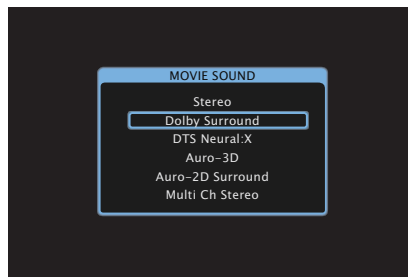 MOVIE SOUND
Stereo
Dolby Surround
DTS Neural:X
Auro-3D
Auro-2D Surround
Multi Ch Stereo